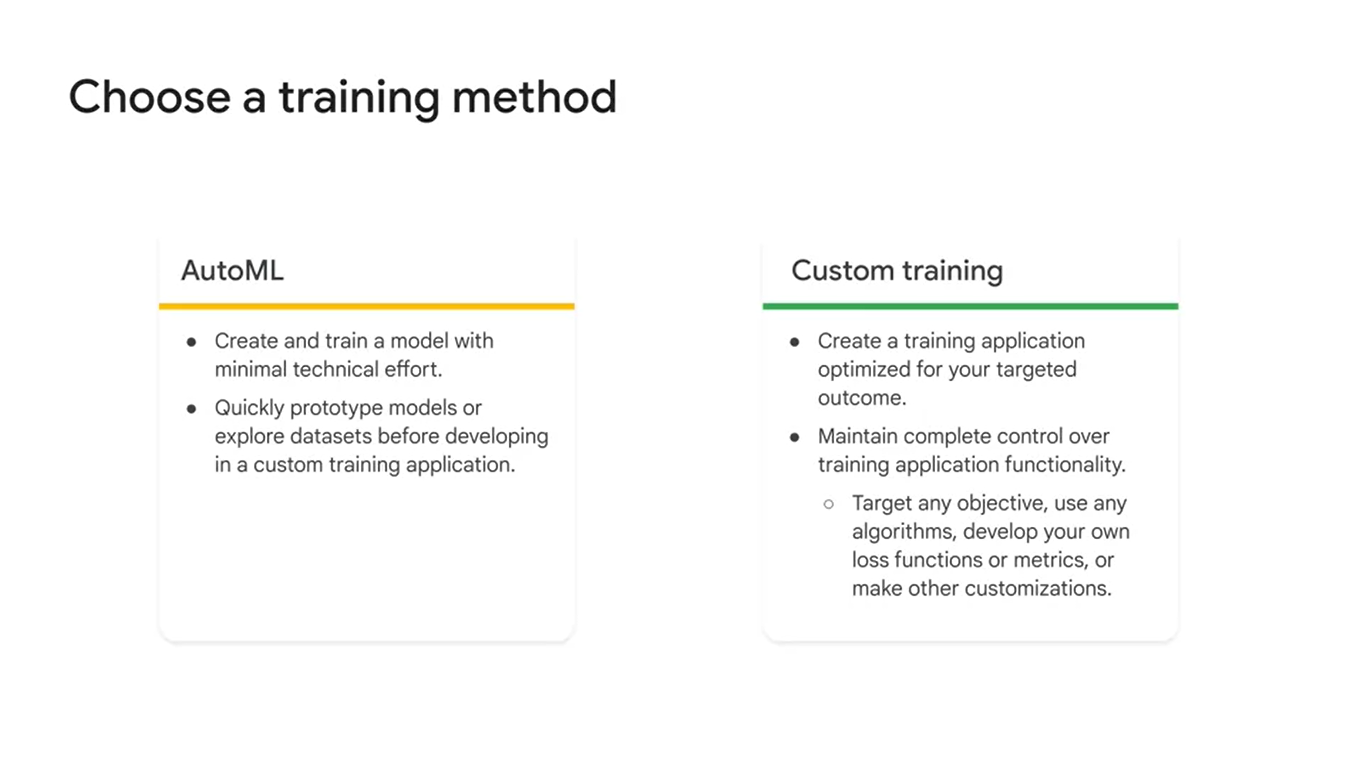 Choose a training method
AutoML
● Create and train a model with
minimal technical effort.
● Quickly prototype models or
explore datasets before developing
in a custom training application.
Custom training
● Create a training application
optimized for your targeted
outcome.
● Maintain complete control over
training application functionality.
○ Target any objective, use any
algorithms, develop your own
loss functions or metrics, or
make other customizations.